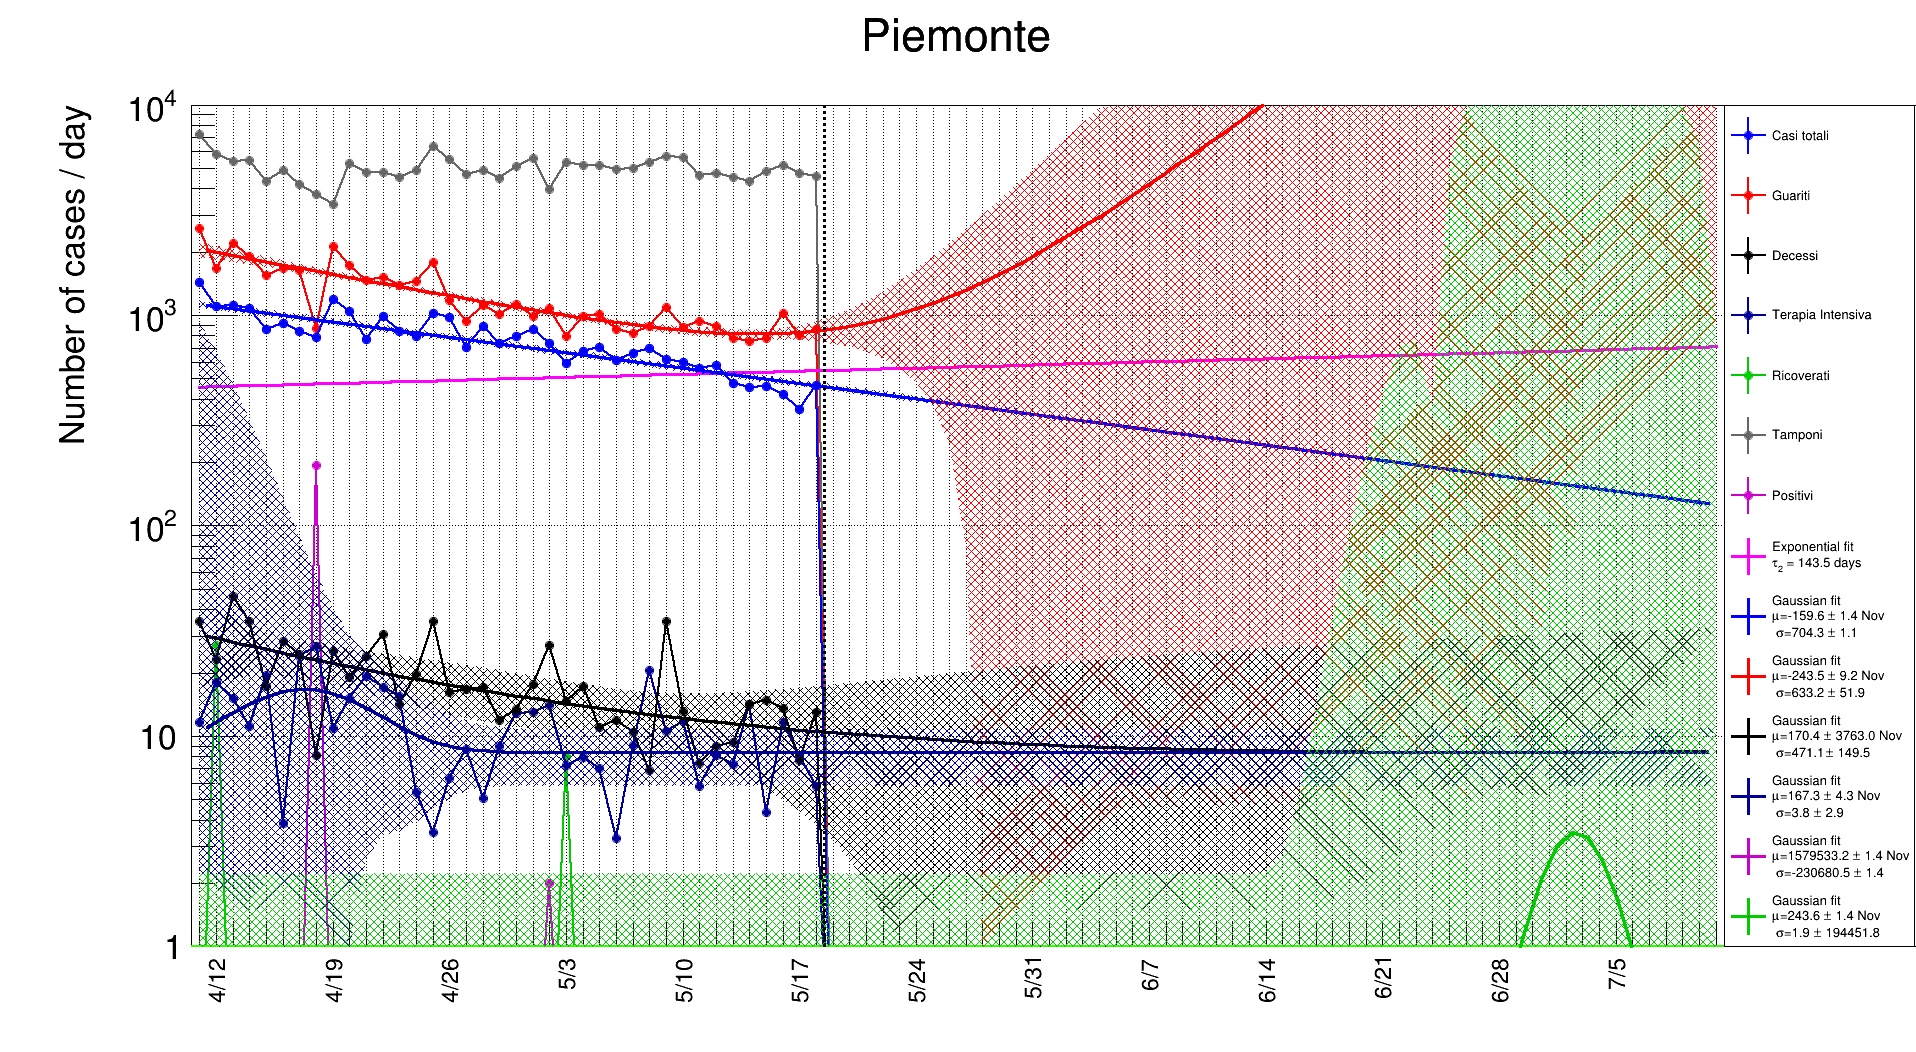 Piemonte
Number of cases / day
10^4
10^3
10^2
10
1
4/12
4/19
4/26
5/3
5/10
5/17
5/24
5/31
6/7
6/14
6/21
6/28
7/5
Casi totali
Guariti
Decessi
Terapia Intensiva
Ricoverati
Tamponi
Positivi
Exponential fit
τ_2 = 143.5 days
Gaussian fit
μ=-159.6 ± 1.4 Nov
σ=704.3 ± 1.1
Gaussian fit
μ=-243.5 ± 9.2 Nov
σ=633.2 ± 51.9
Gaussian fit
μ=170.4 ± 3763.0 Nov
σ=471.1 ± 149.5
Gaussian fit
μ=167.3 ± 4.3 Nov
σ=3.8 ± 2.9
Gaussian fit
μ=1579533.2 ± 1.4 Nov
σ=-230680.5 ± 1.4
Gaussian fit
μ=243.6 ± 1.4 Nov
σ=1.9 ± 194451.8